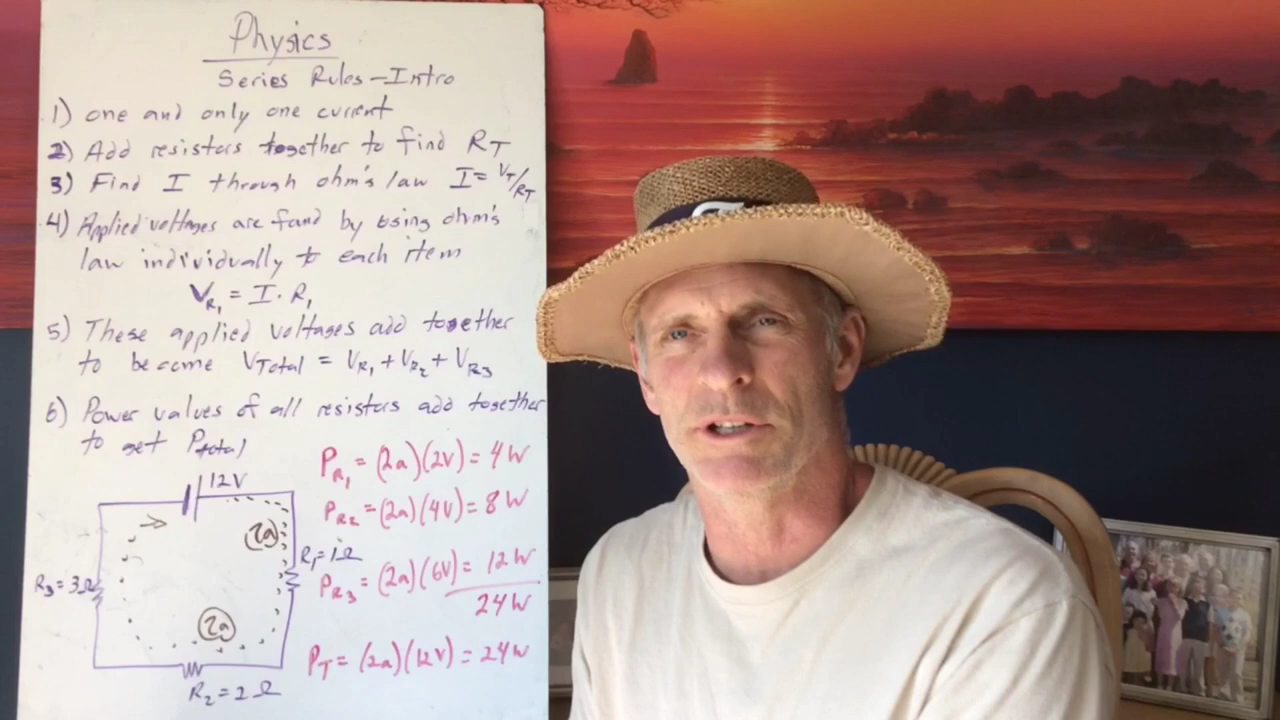 Physics
Series Rules - Intro
1) one and only one current
2) Add resistors together to find RT
3) Find I through ohm's law I = VT/RT
4) Applied voltages are found by using ohm's
law individually to each item
VR1 = I · R1
5) These applied voltages add together
to become VTotal = VR1 + VR2 + VR3
6) Power values of all resistors add together
to get Ptotal
PR1 = (2a)(2V) = 4W
12V
PR2 = (2a)(4V) = 8W
2a
R1 = 1Ω
R3 = 3Ω
PR3 = (2a)(6V) = 12W
24W
2a
PT = (2a)(12V) = 24W
R2 = 2Ω